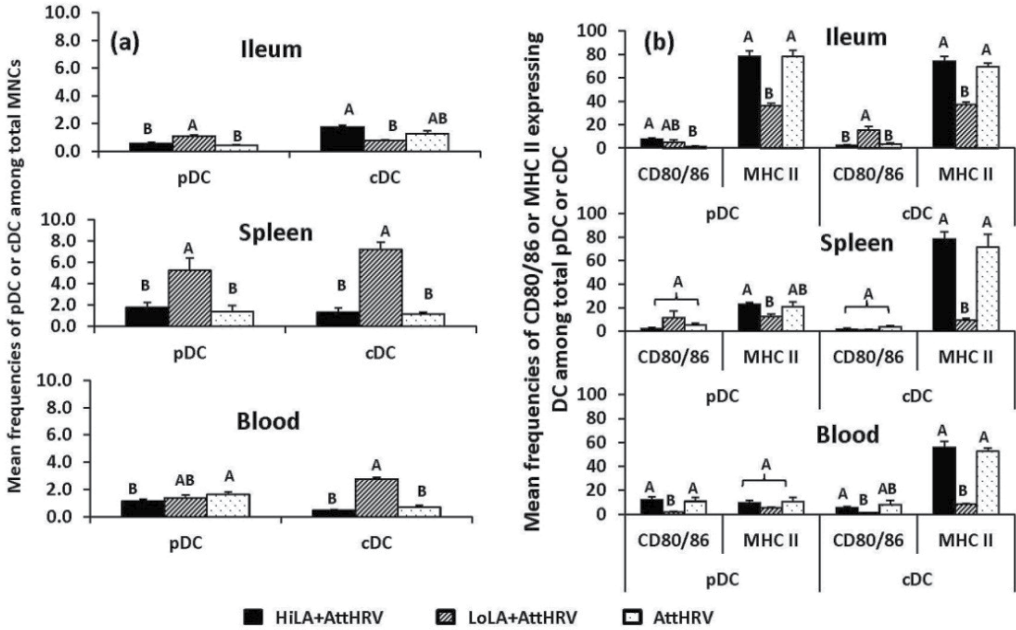 Mean frequencies of pDC or cDC among total MNCs
(a)
Ileum
10.0
8.0
6.0
4.0
2.0
0.0
B A B A B AB
pDC cDC
Spleen
10.0
8.0
6.0
4.0
2.0
0.0
B A B B A B
pDC cDC
Blood
10.0
8.0
6.0
4.0
2.0
0.0
B AB A B A B
pDC cDC
Mean frequencies of CD80/86 or MHC II expressing
DC among total pDC or cDC
(b)
Ileum
100
80
60
40
20
0
A AB B A B A B A B A B A
CD80/86 MHC II CD80/86 MHC II
pDC cDC
Spleen
100
80
60
40
20
0
A A B AB A A B A
CD80/86 MHC II CD80/86 MHC II
pDC cDC
Blood
100
80
60
40
20
0
A B A A A B AB A B A
CD80/86 MHC II CD80/86 MHC II
pDC cDC
HiLA+AttHRV LoLA+AttHRV AttHRV